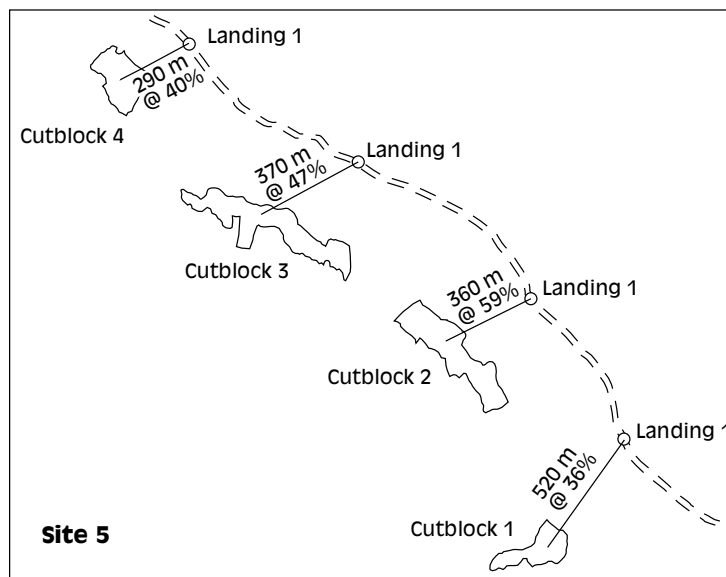 Landing 1
290 m
@ 40%
Cutblock 4
Landing 1
370 m
@ 47%
Cutblock 3
Landing 1
360 m
@ 59%
Cutblock 2
Landing 1
520 m
@ 36%
Cutblock 1
Site 5